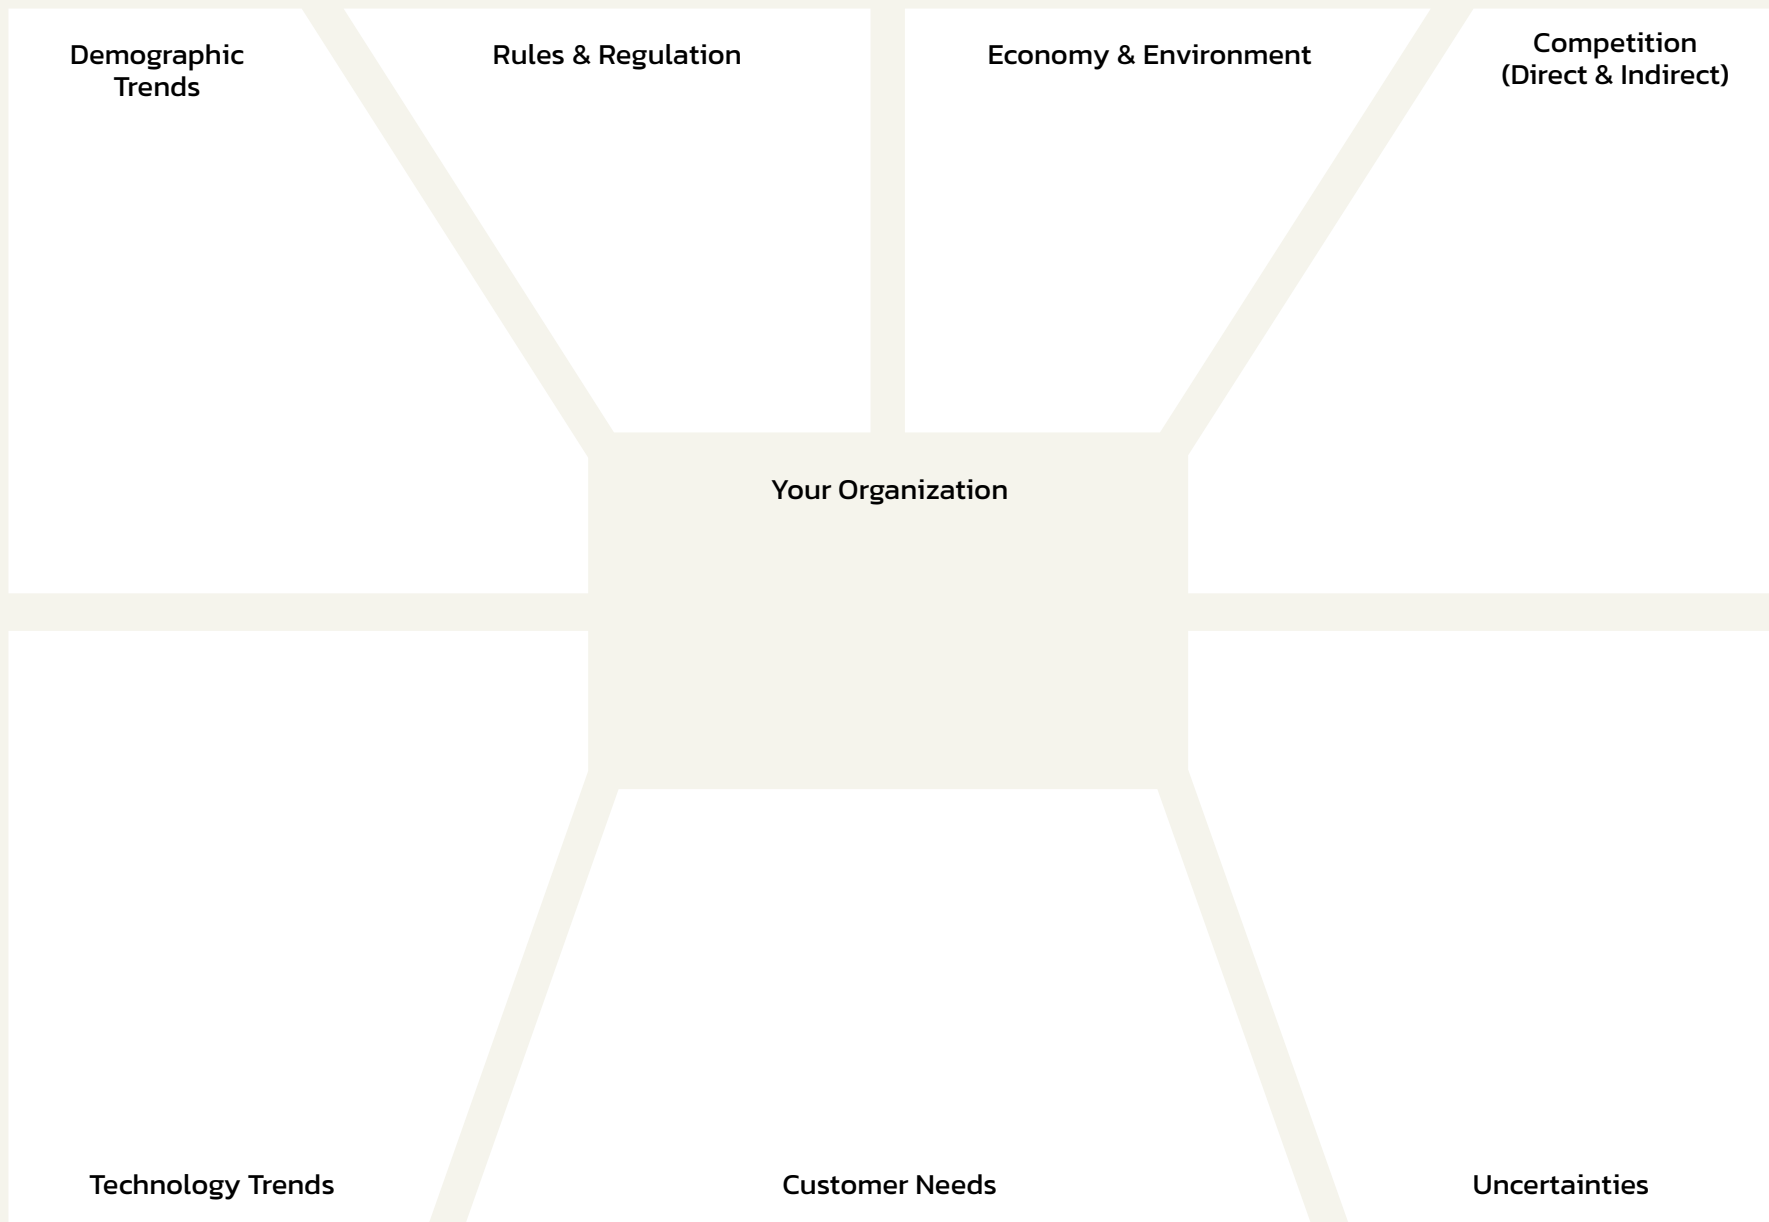 Demographic
Trends
Rules & Regulation
Economy & Environment
Competition
(Direct & Indirect)
Your Organization
Technology Trends
Customer Needs
Uncertainties